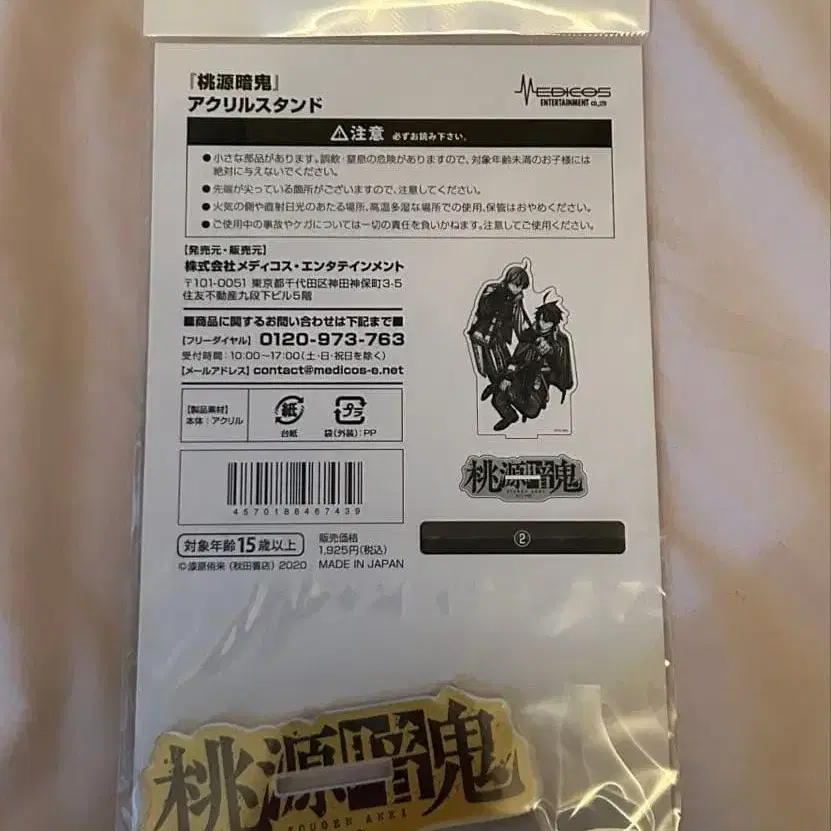 『桃源暗鬼』
アクリルスタンド
MEDICOS
ENTERTAINMENT CO.,LTD
⚠注意 必ずお読み下さい。
●小さな部品があります。誤飲・窒息の危険がありますので、対象年齢未満のお子様には
絶対に与えないでください。
●先端が尖っている箇所がございますので、注意してください。
●火気の側や直射日光のあたる場所、高温多湿な場所での使用、保管はおやめください。
●ご使用中の事故やケガについては一切の責任を負いかねます。注意してご使用ください。
【発売元・販売元】
株式会社メディコス・エンタテインメント
〒101-0051 東京都千代田区神田神保町3-5
住友不動産九段下ビル5階
■商品に関するお問い合わせは下記まで■
【フリーダイヤル】 0120-973-763
受付時間:10:00〜17:00(土・日・祝日を除く)
【メールアドレス】contact@medicos-e.net
【製品素材】
本体:アクリル
紙
台紙
プラ
袋(外装):PP
4570188467439
桃源暗鬼
TOUGEN ANKI
②
対象年齢15歳以上
販売価格
1,925円(税込)
©漆原侑来(秋田書店)2020
MADE IN JAPAN
桃源暗鬼
TOUGEN ANKI